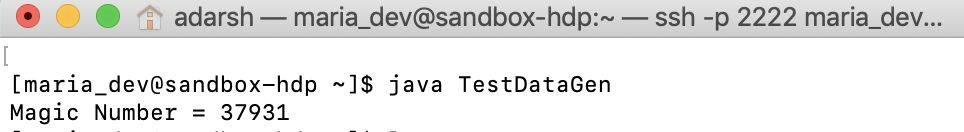 adarsh — maria_dev@sandbox-hdp:~ — ssh -p 2222 maria_dev...
[
[maria_dev@sandbox-hdp ~]$ java TestDataGen
Magic Number = 37931